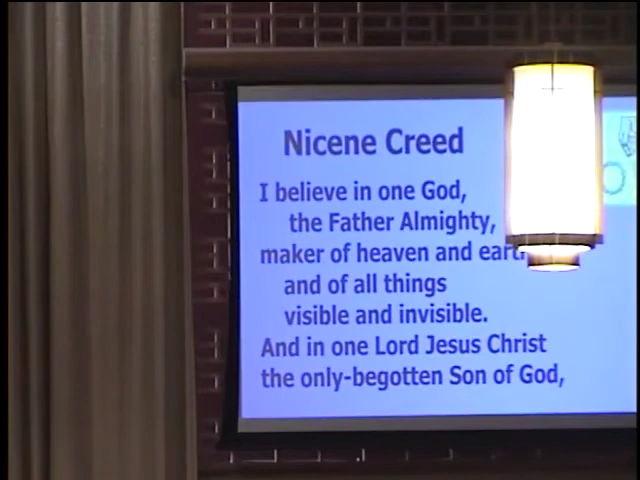 Nicene Creed
I believe in one God,
the Father Almighty,
maker of heaven and eart
and of all things
visible and invisible.
And in one Lord Jesus Christ
the only-begotten Son of God,